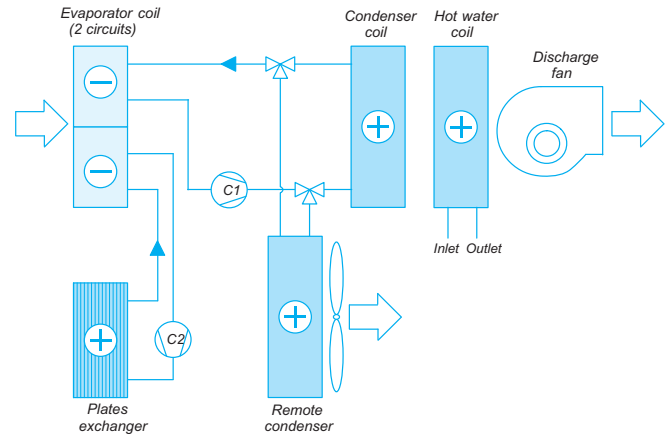 Evaporator coil
(2 circuits)
Condenser
coil
Hot water
coil
Discharge
fan
C1
Inlet Outlet
C2
Plates
exchanger
Remote
condenser